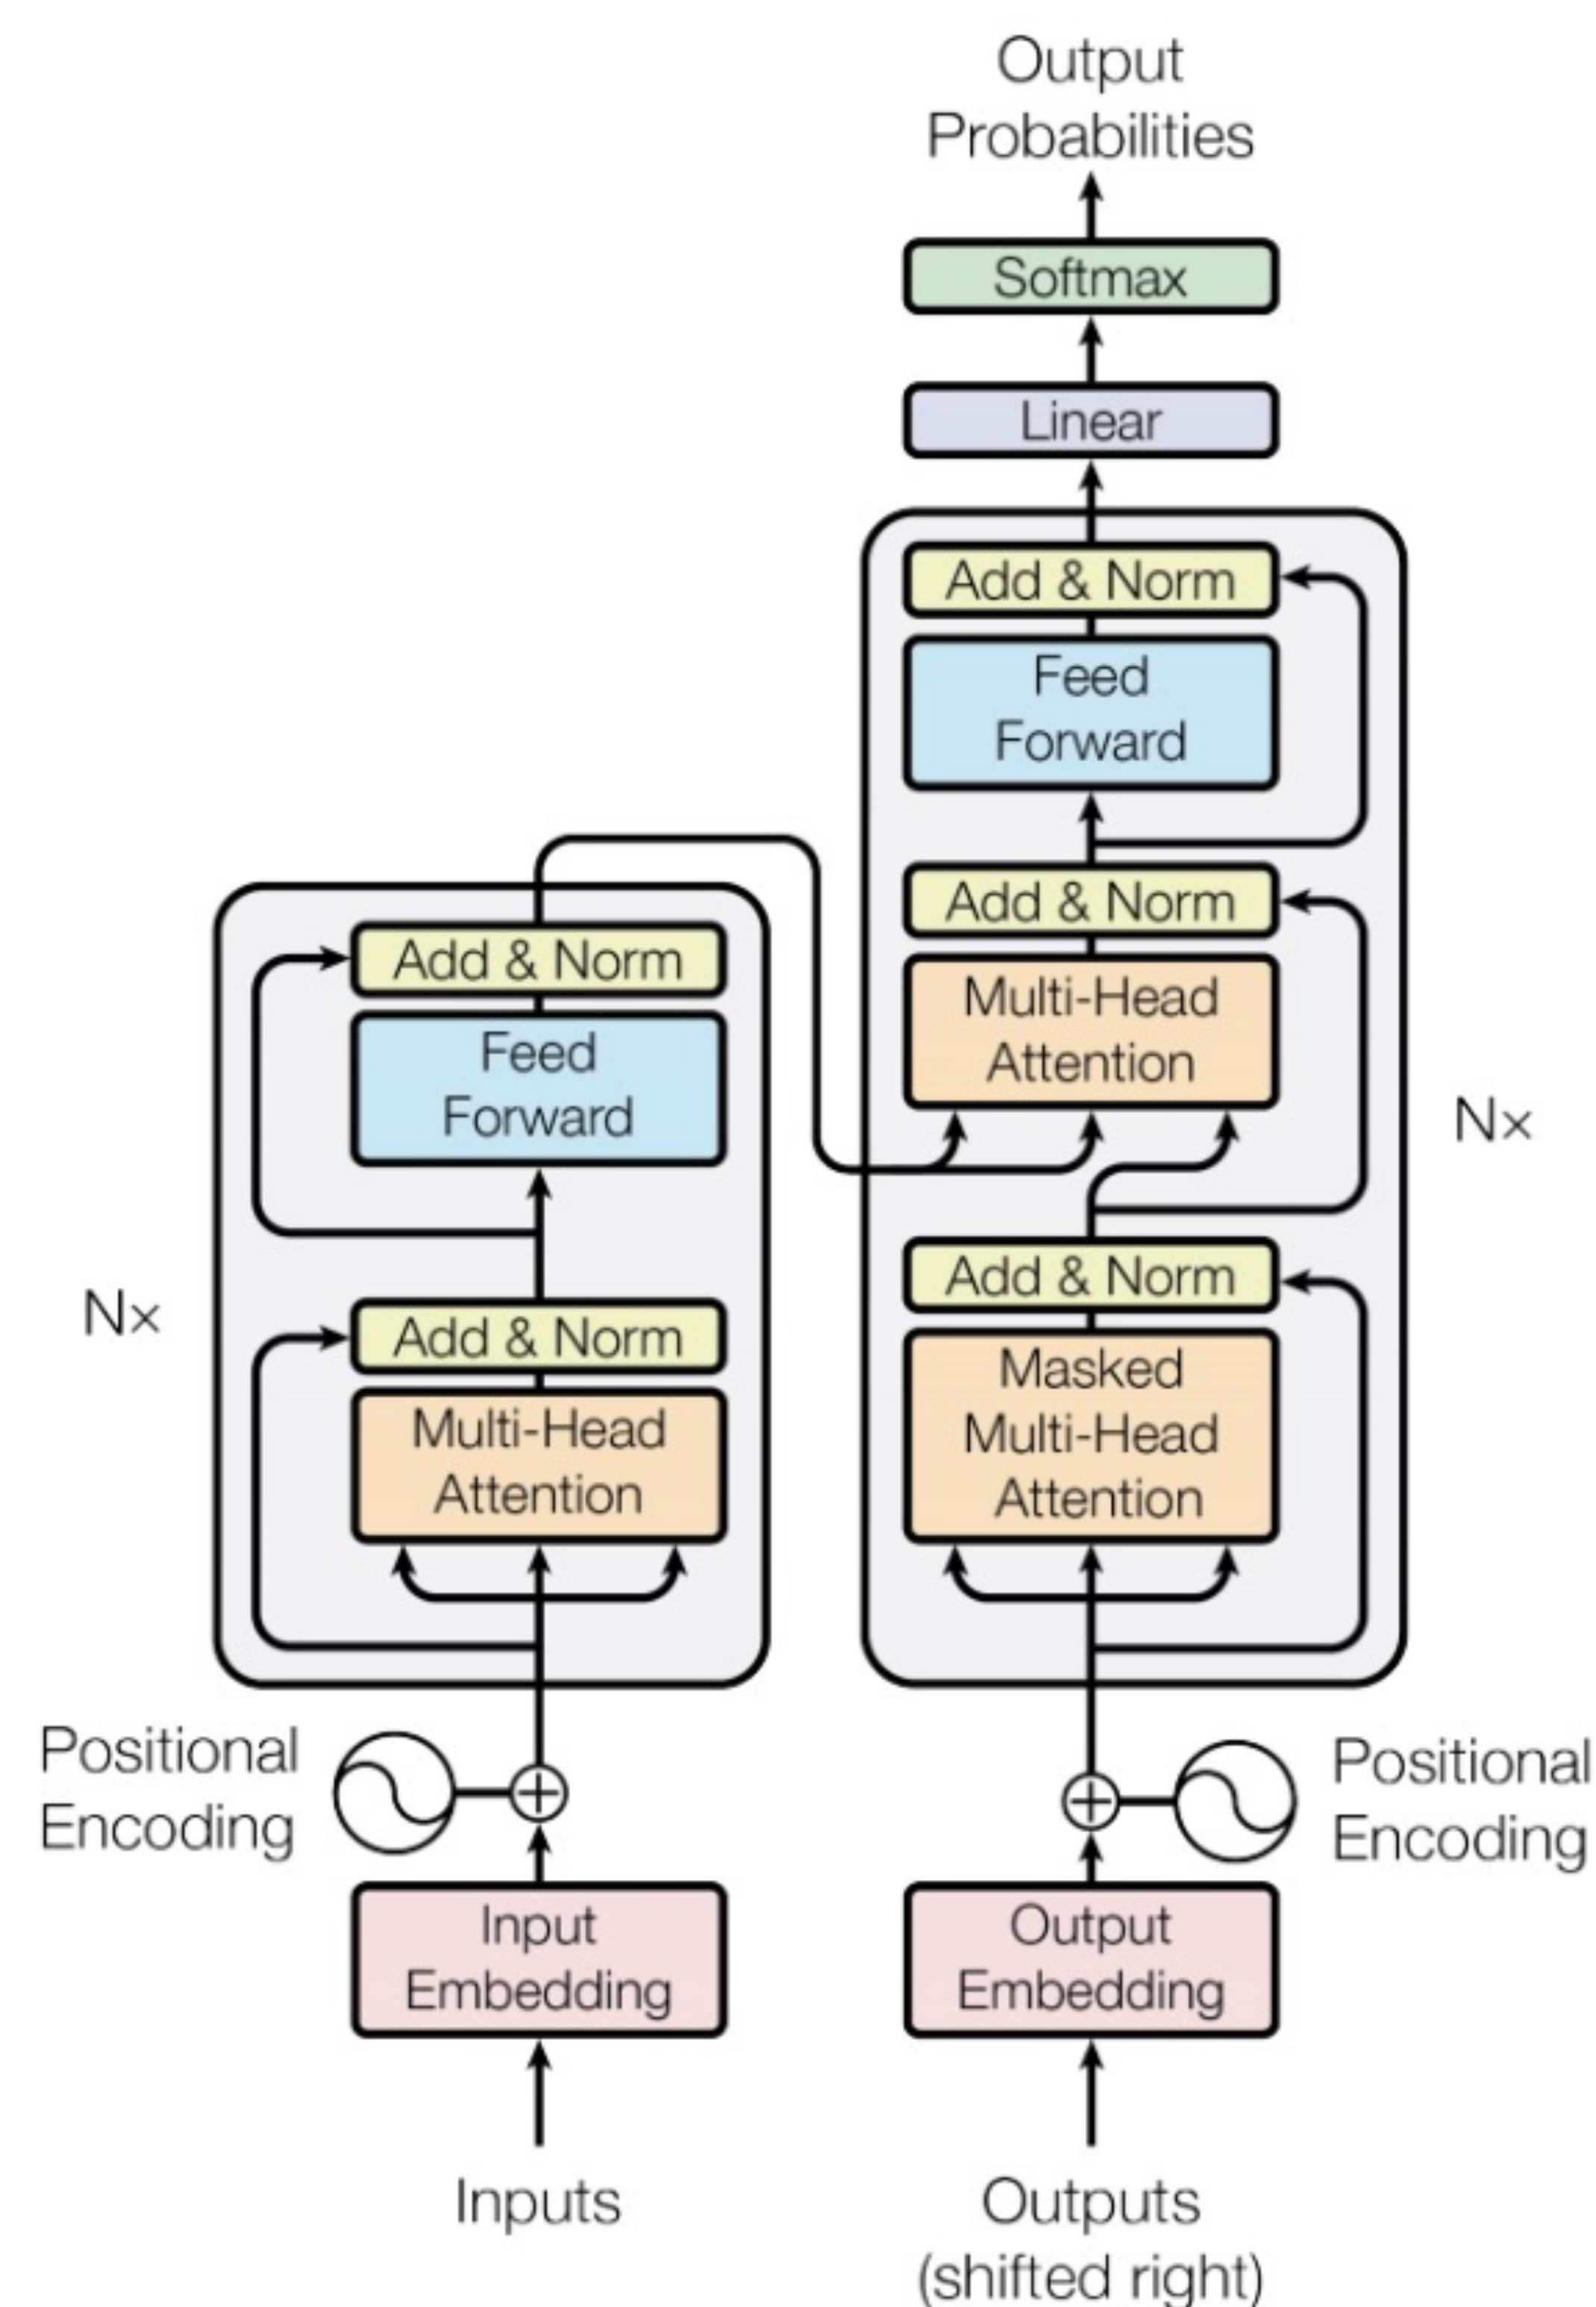 Output
Probabilities
Softmax
Linear
Add & Norm
Feed
Forward
Add & Norm
Multi-Head
Attention
Nx
Add & Norm
Masked
Multi-Head
Attention
Add & Norm
Feed
Forward
Nx
Add & Norm
Multi-Head
Attention
Positional
Encoding
Positional
Encoding
Input
Embedding
Output
Embedding
Inputs
Outputs
(shifted right)